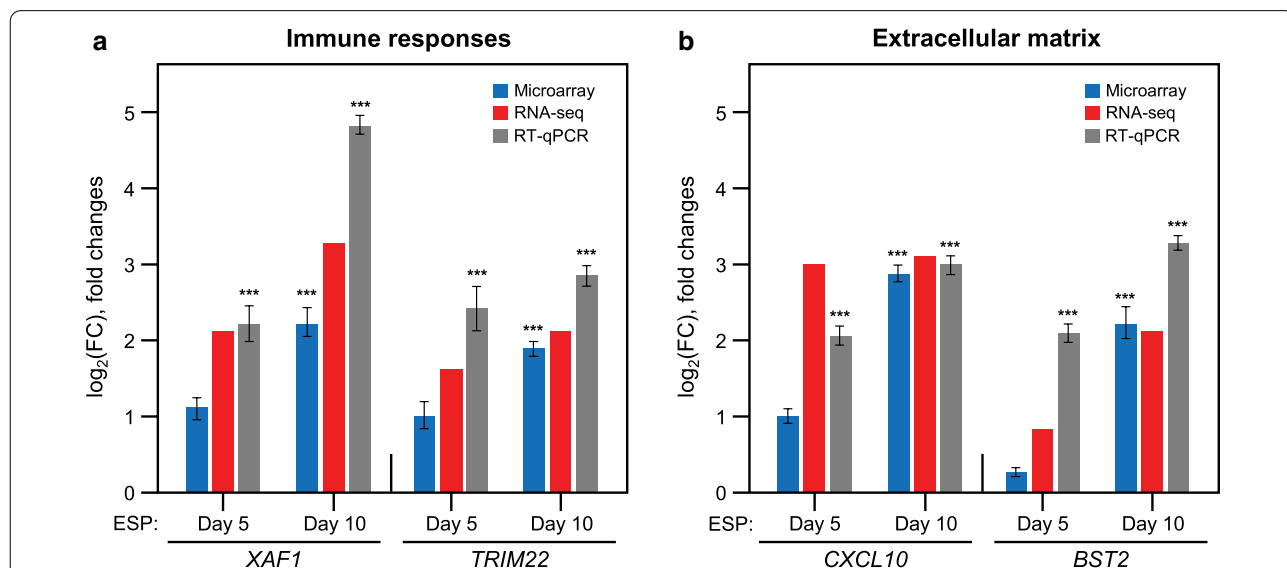 a
Immune responses
Microarray
RNA-seq
RT-qPCR
log2(FC), fold changes
5
4
3
2
1
0
***
***
***
***
***
***
ESP:
Day 5
Day 10
Day 5
Day 10
XAF1
TRIM22
b
Extracellular matrix
Microarray
RNA-seq
RT-qPCR
log2(FC), fold changes
5
4
3
2
1
0
***
***
***
***
***
***
ESP:
Day 5
Day 10
Day 5
Day 10
CXCL10
BST2